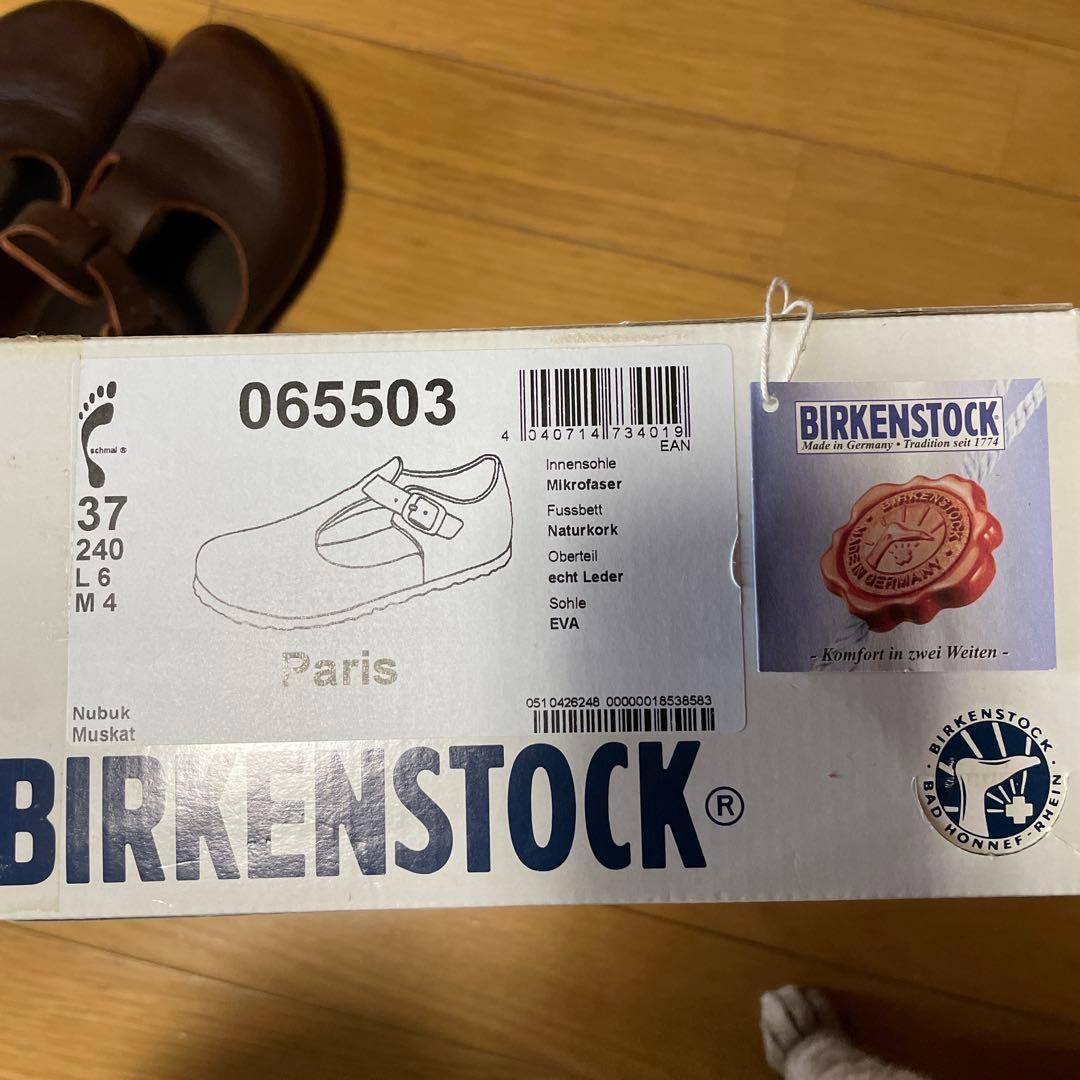 schmal ®
065503
4 040714 734019
EAN
37
240
L 6
M 4
Innensohle
Mikrofaser
Fussbett
Naturkork
Oberteil
echt Leder
Sohle
EVA
Paris
Nubuk
Muskat
0510426248 00000018538583
BIRKENSTOCK®
BIRKENSTOCK®
Made in Germany • Tradition seit 1774
• BIRKENSTOCK •
MADE IN GERMANY
- Komfort in zwei Weiten -
• BIRKENSTOCK •
BAD HONNEF-RHEIN